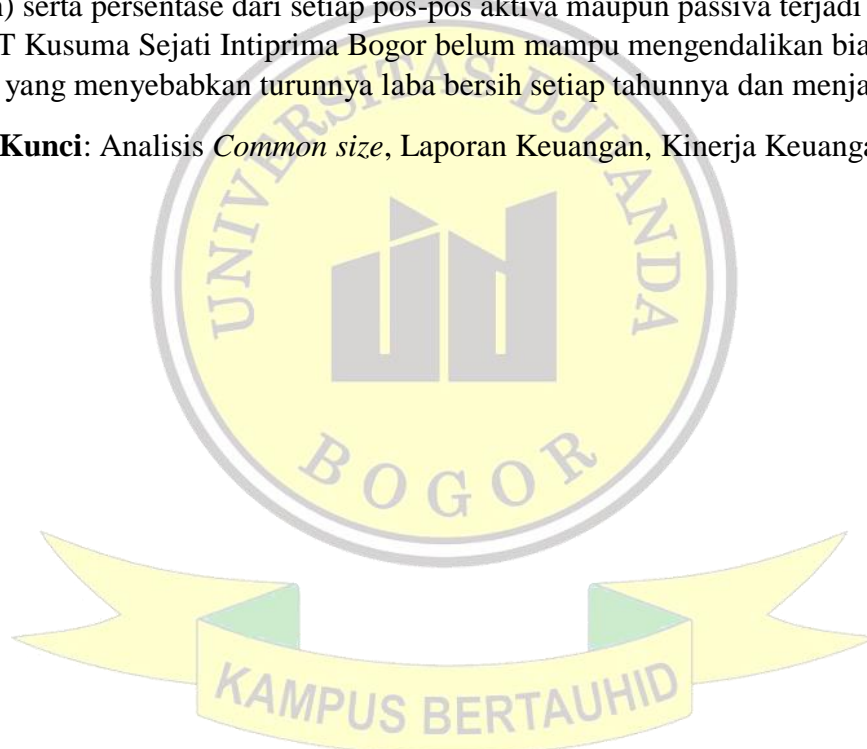 ) serta persentase dari setiap pos-pos aktiva maupun passiva terjadi
T Kusuma Sejati Intiprima Bogor belum mampu mengendalikan bia
yang menyebabkan turunnya laba bersih setiap tahunnya dan menja
Kunci: Analisis Common size, Laporan Keuangan, Kinerja Keuanga
UNIVERSITAS DJUANDA
BOGOR
KAMPUS BERTAUHID